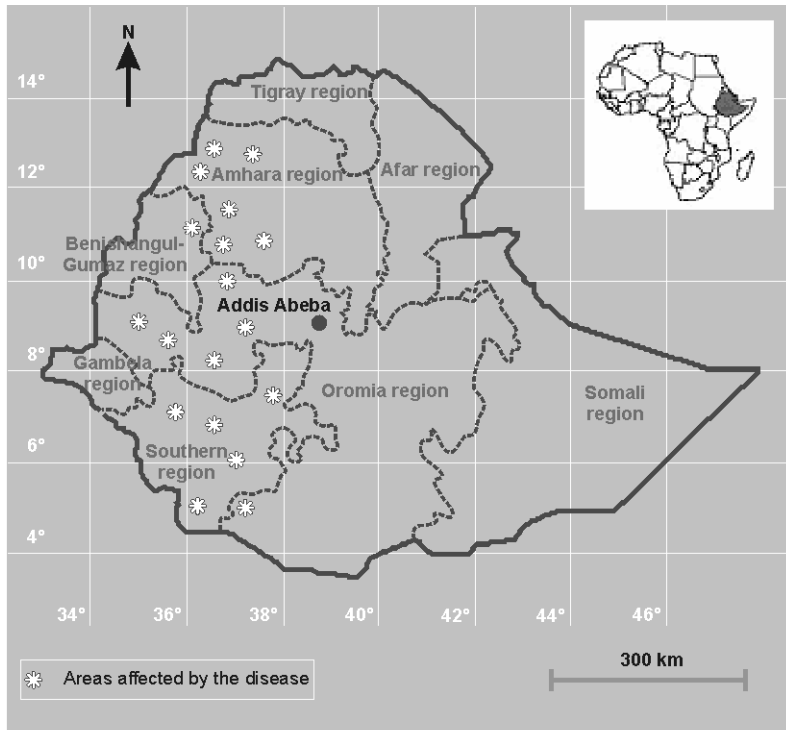 N
14°
Tigray region
12°
Amhara region
Afar region
Benishangul-
Gumaz region
10°
Addis Abeba
8°
Gambela
region
Oromia region
Somali
region
6°
Southern
region
4°
34°
36°
38°
40°
42°
44°
46°
300 km
Areas affected by the disease